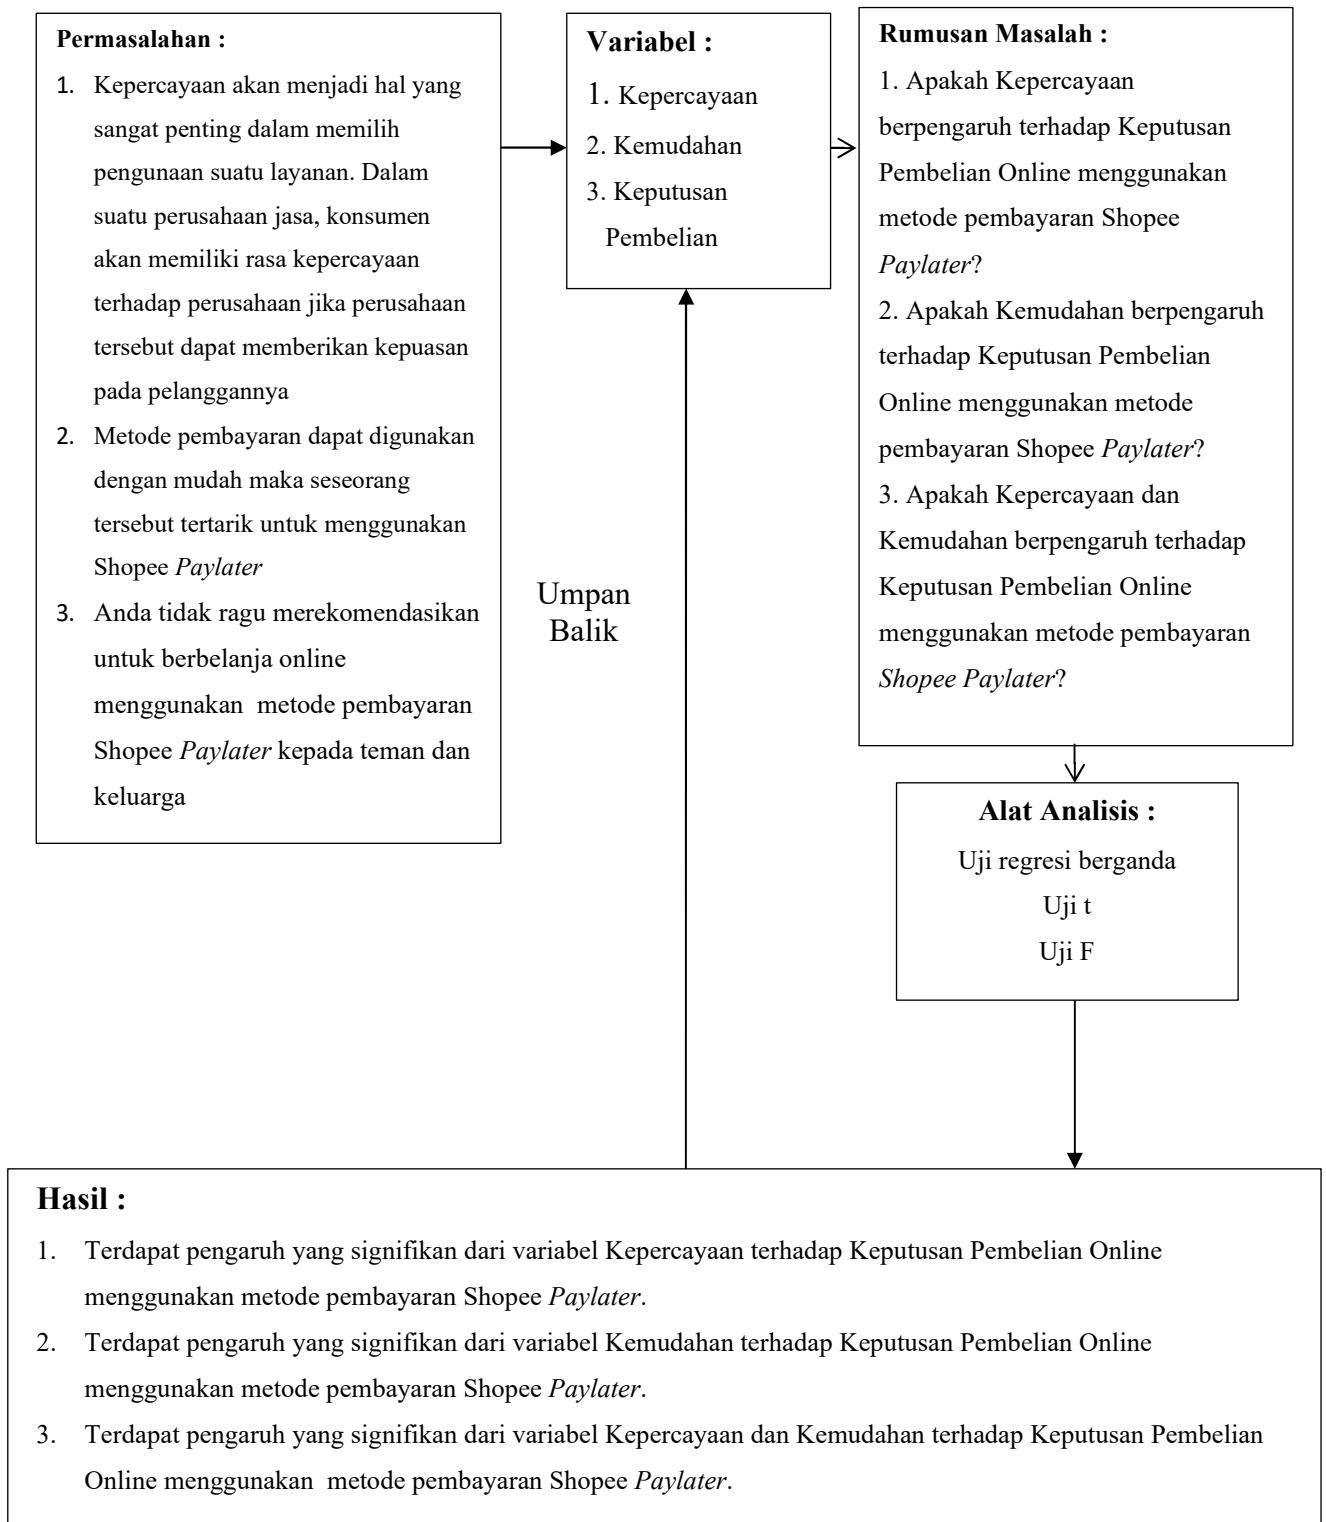 Permasalahan :
1. Kepercayaan akan menjadi hal yang
sangat penting dalam memilih
pengunaan suatu layanan. Dalam
suatu perusahaan jasa, konsumen
akan memiliki rasa kepercayaan
terhadap perusahaan jika perusahaan
tersebut dapat memberikan kepuasan
pada pelanggannya
2. Metode pembayaran dapat digunakan
dengan mudah maka seseorang
tersebut tertarik untuk menggunakan
Shopee Paylater
3. Anda tidak ragu merekomendasikan
untuk berbelanja online
menggunakan metode pembayaran
Shopee Paylater kepada teman dan
keluarga
Variabel :
1. Kepercayaan
2. Kemudahan
3. Keputusan
Pembelian
Rumusan Masalah :
1. Apakah Kepercayaan
berpengaruh terhadap Keputusan
Pembelian Online menggunakan
metode pembayaran Shopee
Paylater?
2. Apakah Kemudahan berpengaruh
terhadap Keputusan Pembelian
Online menggunakan metode
pembayaran Shopee Paylater?
3. Apakah Kepercayaan dan
Kemudahan berpengaruh terhadap
Keputusan Pembelian Online
menggunakan metode pembayaran
Shopee Paylater?
Umpan
Balik
Alat Analisis :
Uji regresi berganda
Uji t
Uji F
Hasil :
1. Terdapat pengaruh yang signifikan dari variabel Kepercayaan terhadap Keputusan Pembelian Online
menggunakan metode pembayaran Shopee Paylater.
2. Terdapat pengaruh yang signifikan dari variabel Kemudahan terhadap Keputusan Pembelian Online
menggunakan metode pembayaran Shopee Paylater.
3. Terdapat pengaruh yang signifikan dari variabel Kepercayaan dan Kemudahan terhadap Keputusan Pembelian
Online menggunakan metode pembayaran Shopee Paylater.